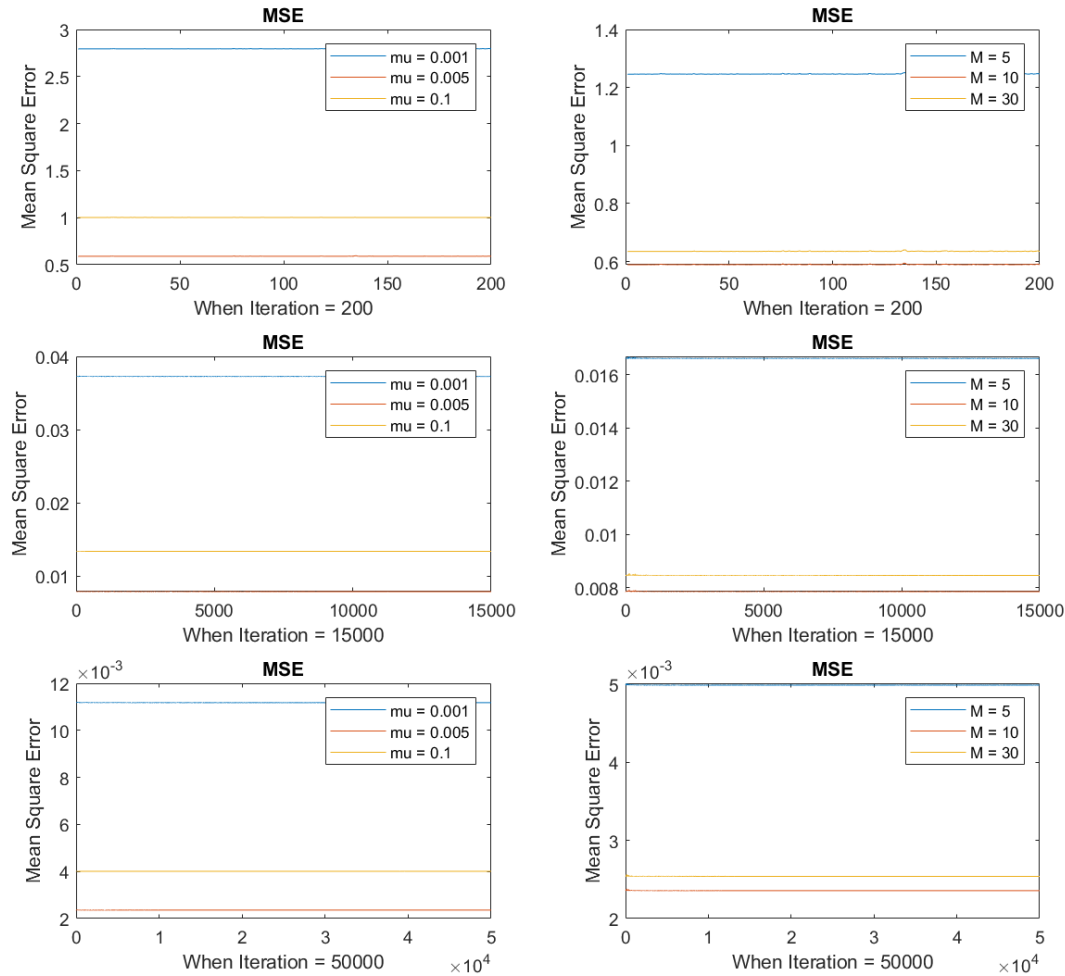 MSE
3
2.5
2
1.5
1
0.5
Mean Square Error
mu = 0.001
mu = 0.005
mu = 0.1
0 50 100 150 200
When Iteration = 200
MSE
1.4
1.2
1
0.8
0.6
Mean Square Error
M = 5
M = 10
M = 30
0 50 100 150 200
When Iteration = 200
MSE
0.04
0.03
0.02
0.01
Mean Square Error
mu = 0.001
mu = 0.005
mu = 0.1
0 5000 10000 15000
When Iteration = 15000
MSE
0.016
0.014
0.012
0.01
0.008
Mean Square Error
M = 5
M = 10
M = 30
0 5000 10000 15000
When Iteration = 15000
×10⁻³ MSE
12
10
8
6
4
2
Mean Square Error
mu = 0.001
mu = 0.005
mu = 0.1
0 1 2 3 4 5
When Iteration = 50000 ×10⁴
×10⁻³ MSE
5
4
3
2
Mean Square Error
M = 5
M = 10
M = 30
0 1 2 3 4 5
When Iteration = 50000 ×10⁴